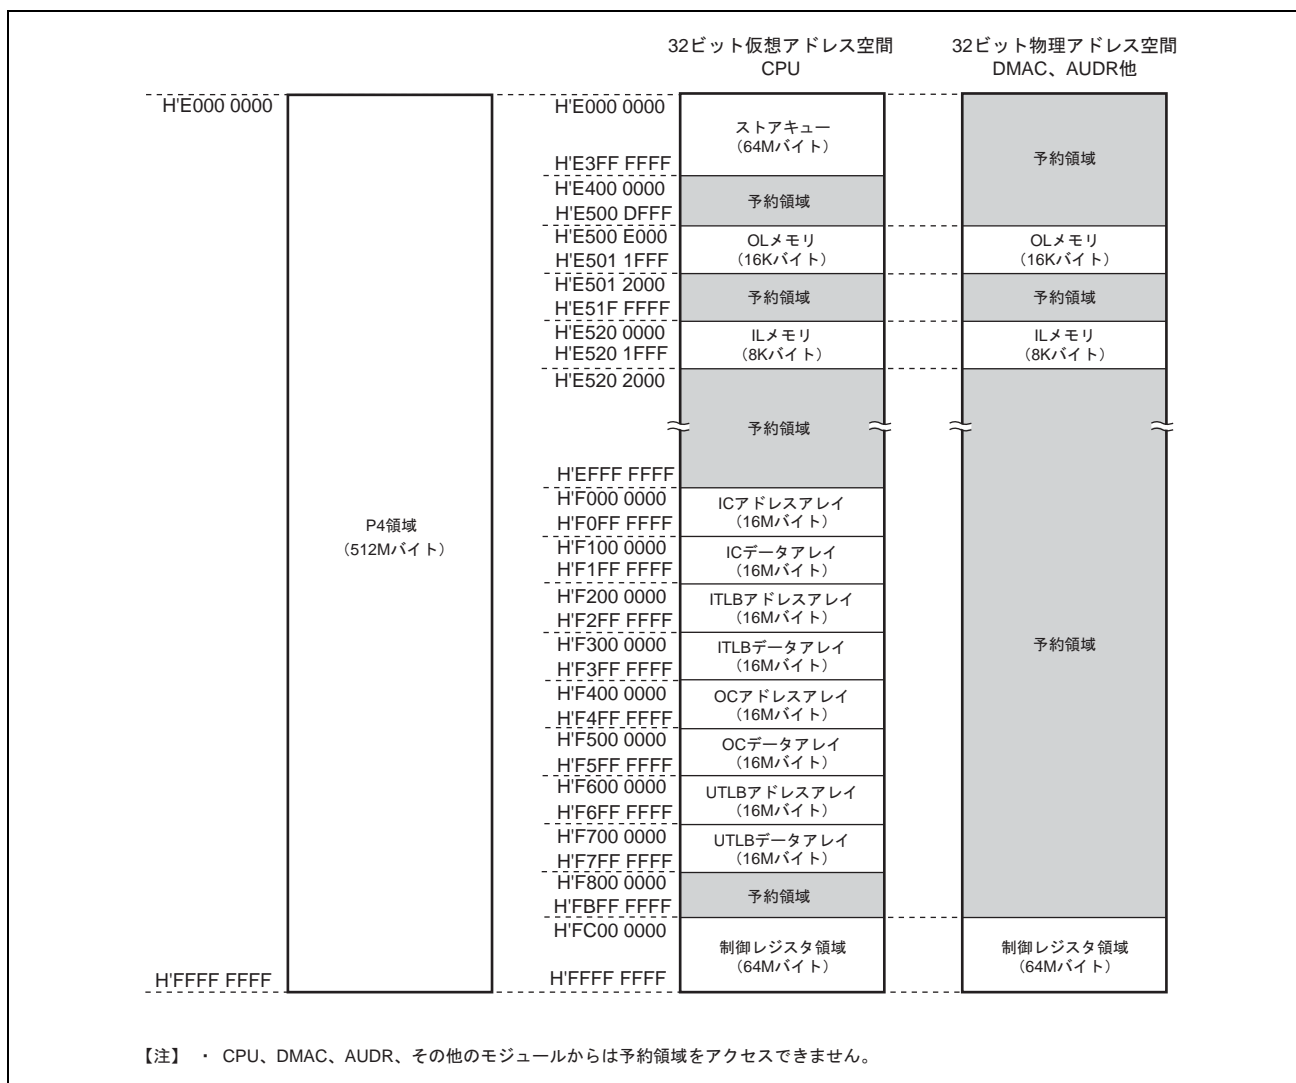 32ビット仮想アドレス空間
CPU
32ビット物理アドレス空間
DMAC、AUDR他
H'E000 0000
P4領域
（512Mバイト）
H'FFFF FFFF
H'E000 0000
ストアキュー
（64Mバイト）
H'E3FF FFFF
H'E400 0000
予約領域
H'E500 DFFF
H'E500 E000
OLメモリ
（16Kバイト）
H'E501 1FFF
H'E501 2000
予約領域
H'E51F FFFF
H'E520 0000
ILメモリ
（8Kバイト）
H'E520 1FFF
H'E520 2000
予約領域
H'EFFF FFFF
H'F000 0000
ICアドレスアレイ
（16Mバイト）
H'F0FF FFFF
H'F100 0000
ICデータアレイ
（16Mバイト）
H'F1FF FFFF
H'F200 0000
ITLBアドレスアレイ
（16Mバイト）
H'F2FF FFFF
H'F300 0000
ITLBデータアレイ
（16Mバイト）
H'F3FF FFFF
H'F400 0000
OCアドレスアレイ
（16Mバイト）
H'F4FF FFFF
H'F500 0000
OCデータアレイ
（16Mバイト）
H'F5FF FFFF
H'F600 0000
UTLBアドレスアレイ
（16Mバイト）
H'F6FF FFFF
H'F700 0000
UTLBデータアレイ
（16Mバイト）
H'F7FF FFFF
H'F800 0000
予約領域
H'FBFF FFFF
H'FC00 0000
制御レジスタ領域
（64Mバイト）
H'FFFF FFFF
予約領域
OLメモリ
（16Kバイト）
予約領域
ILメモリ
（8Kバイト）
予約領域
制御レジスタ領域
（64Mバイト）
【注】 ・ CPU、DMAC、AUDR、その他のモジュールからは予約領域をアクセスできません。